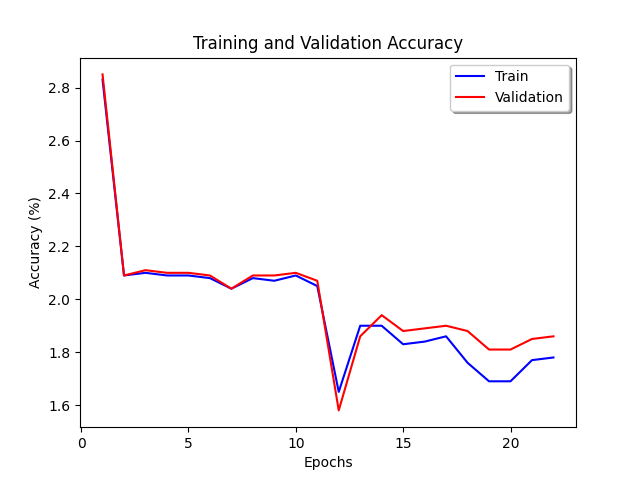 Training and Validation Accuracy
Train
Validation
Accuracy (%)
2.8
2.6
2.4
2.2
2.0
1.8
1.6
0 5 10 15 20
Epochs